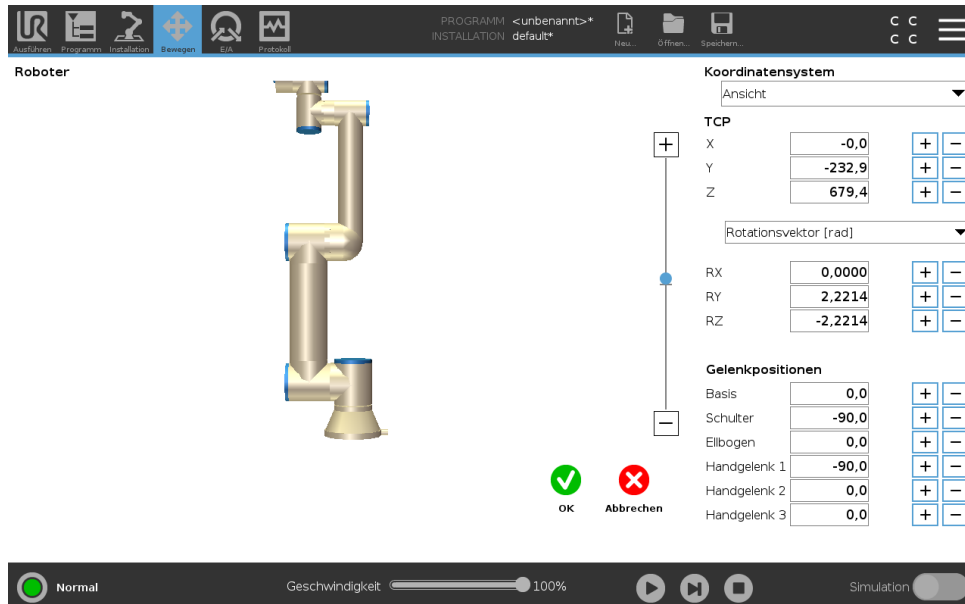 PROGRAMM <unbenannt>*
INSTALLATION default*
Ausführen Programm Installation Bewegen E/A Protokoll
Neu... Öffnen... Speichern...
C C
C C
Roboter
Koordinatensystem
Ansicht
TCP
X -0,0 + −
Y -232,9 + −
Z 679,4 + −
Rotationsvektor [rad]
RX 0,0000 + −
RY 2,2214 + −
RZ -2,2214 + −
Gelenkpositionen
Basis 0,0 + −
Schulter -90,0 + −
Ellbogen 0,0 + −
Handgelenk 1 -90,0 + −
Handgelenk 2 0,0 + −
Handgelenk 3 0,0 + −
OK Abbrechen
Normal Geschwindigkeit 100% Simulation